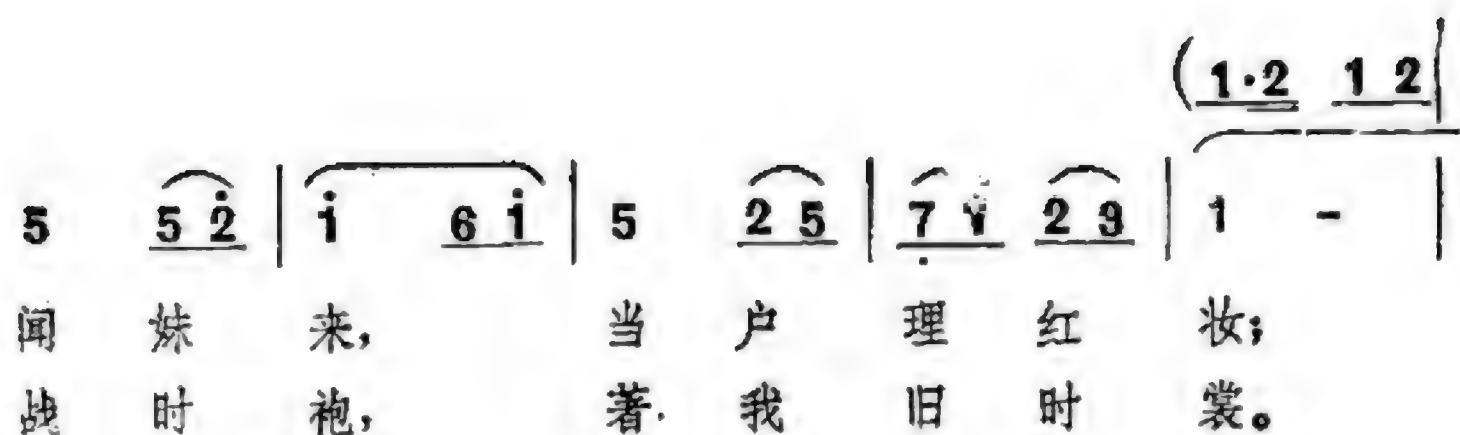 (1·2 1 2|
5 5 2̇ | i̇ 6 i̇ | 5 2 5 | 7̣ 1 2 3 | 1 - |
闻 妹 来， 当 户 理 红 妆；
战 时 袍， 著 我 旧 时 裳。